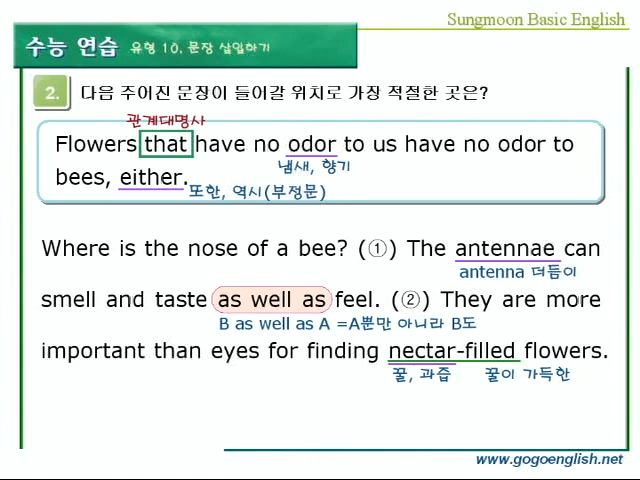 Sungmoon Basic English
수능 연습 유형 10. 문장 삽입하기
2. 다음 주어진 문장이 들어갈 위치로 가장 적절한 곳은?
관계대명사
Flowers that have no odor to us have no odor to
냄새, 향기
bees, either.
또한, 역시(부정문)
Where is the nose of a bee? (①) The antennae can
antenna 더듬이
smell and taste as well as feel. (②) They are more
B as well as A =A뿐만 아니라 B도
important than eyes for finding nectar-filled flowers.
꿀, 과즙 꿀이 가득한
www.gogoenglish.net